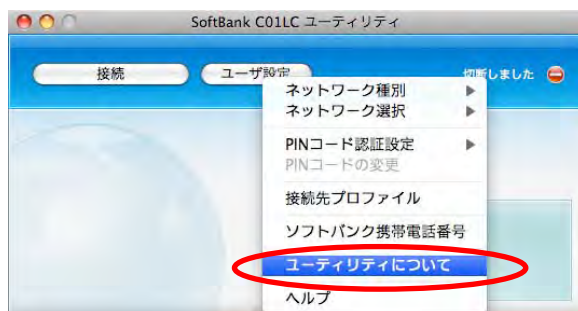 SoftBank C01LC ユーティリティ
接続
ユーザ設定
切断しました
ネットワーク種別
ネットワーク選択
PINコード認証設定
PINコードの変更
接続先プロファイル
ソフトバンク携帯電話番号
ユーティリティについて
ヘルプ